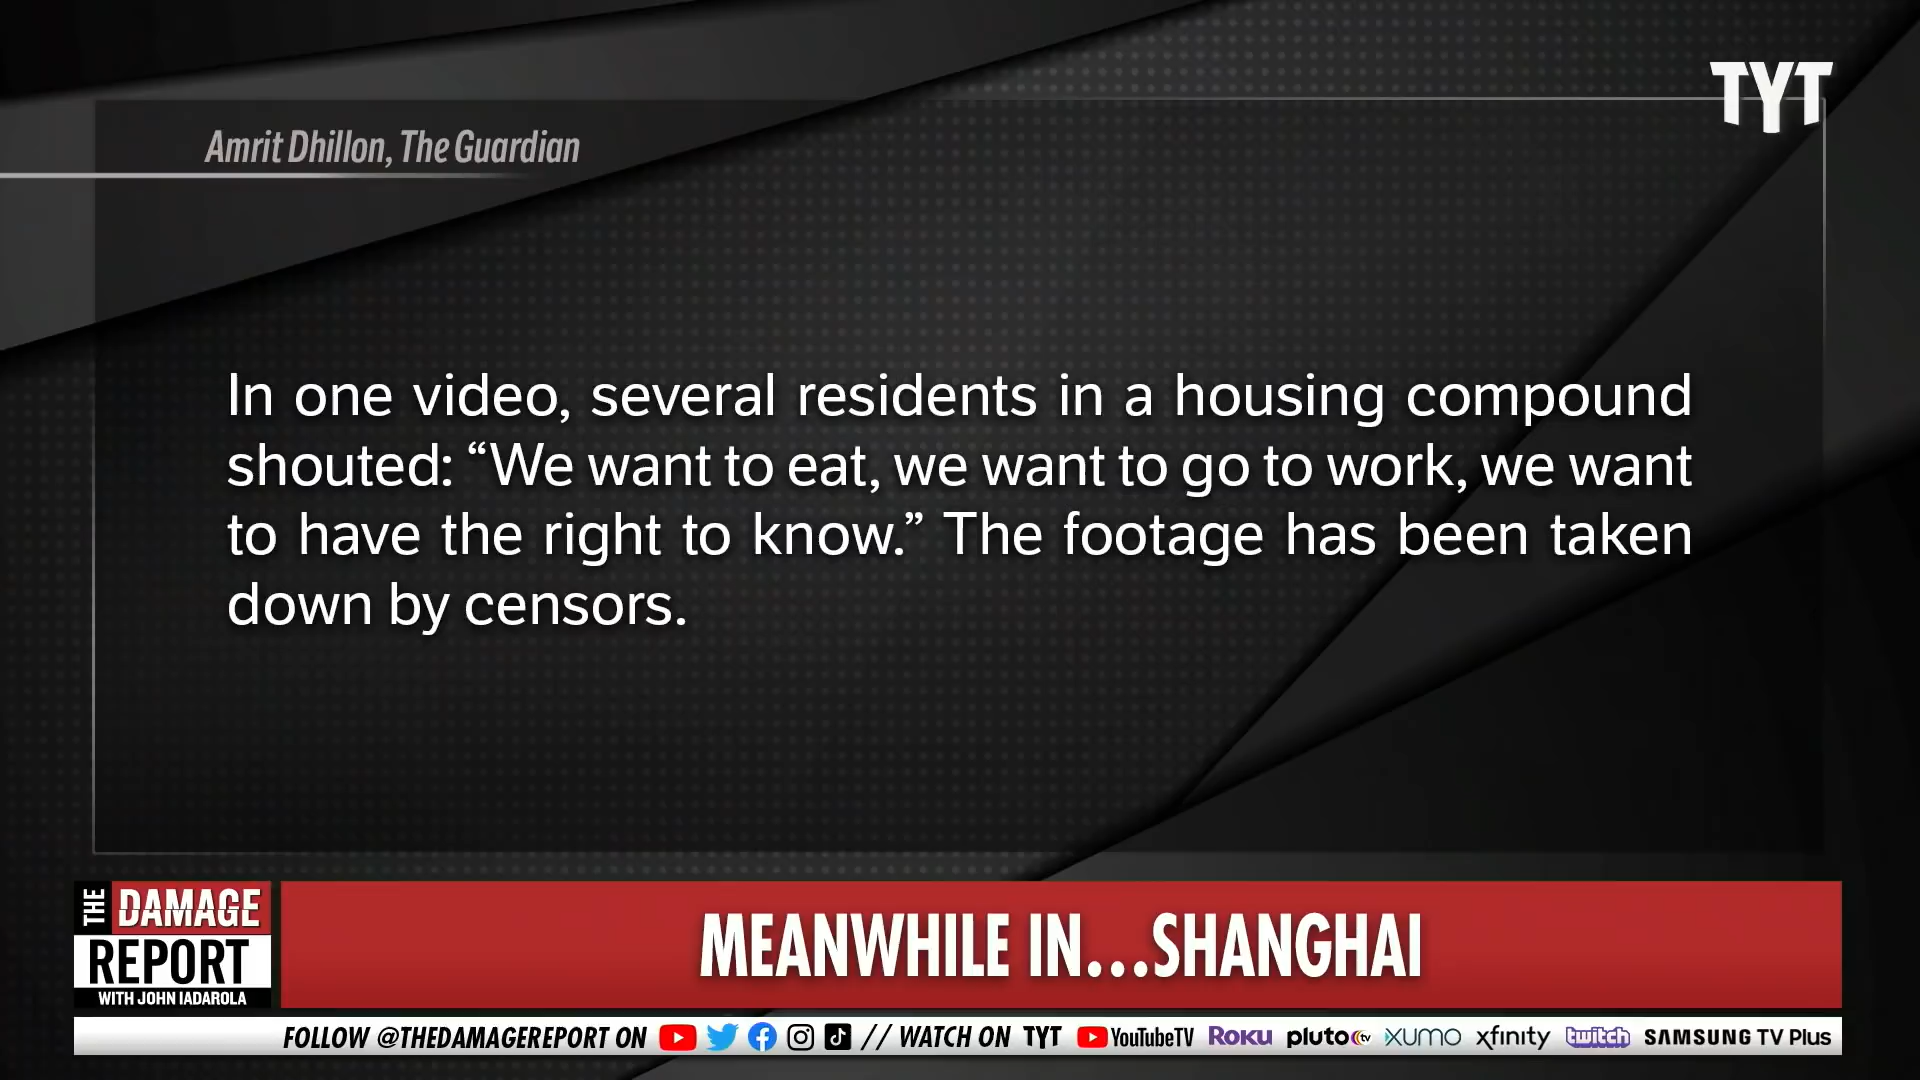 TYT
Amrit Dhillon, The Guardian
In one video, several residents in a housing compound
shouted: “We want to eat, we want to go to work, we want
to have the right to know.” The footage has been taken
down by censors.
THE DAMAGE
REPORT
WITH JOHN IADAROLA
MEANWHILE IN...SHANGHAI
FOLLOW @THEDAMAGEREPORT ON // WATCH ON TYT YouTubeTV ROKU pluto tv XUMO xfinity twitch SAMSUNG TV Plus